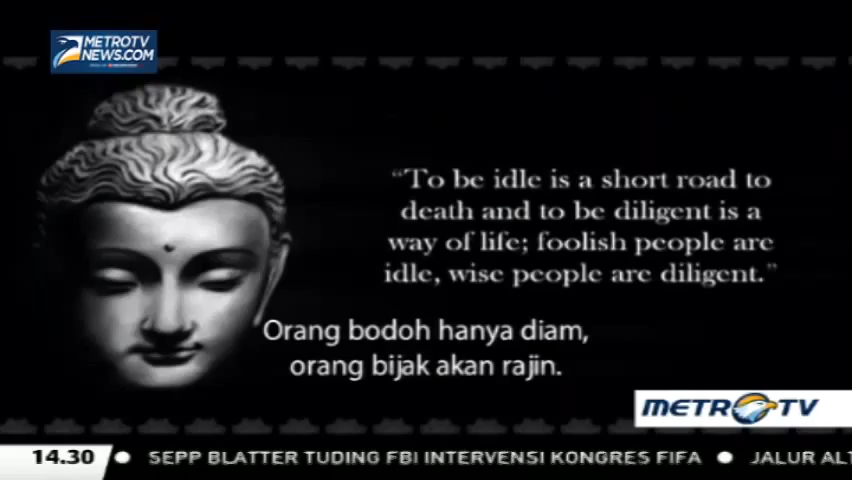 METROTV
NEWS.COM
“To be idle is a short road to
death and to be diligent is a
way of life; foolish people are
idle, wise people are diligent.”
Orang bodoh hanya diam,
orang bijak akan rajin.
METRO TV
14.30 ● SEPP BLATTER TUDING FBI INTERVENSI KONGRES FIFA ● JALUR ALT